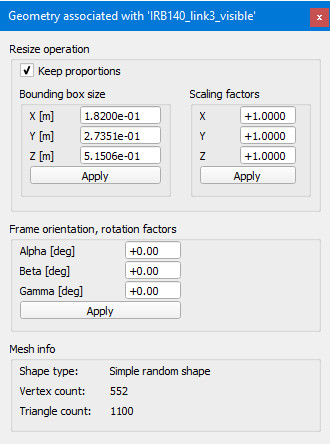 Geometry associated with 'IRB140_link3_visible'
x
Resize operation
Keep proportions
Bounding box size
X [m] 1.8200e-01
Y [m] 2.7351e-01
Z [m] 5.1506e-01
Apply
Scaling factors
X +1.0000
Y +1.0000
Z +1.0000
Apply
Frame orientation, rotation factors
Alpha [deg] +0.00
Beta [deg] +0.00
Gamma [deg] +0.00
Apply
Mesh info
Shape type: Simple random shape
Vertex count: 552
Triangle count: 1100